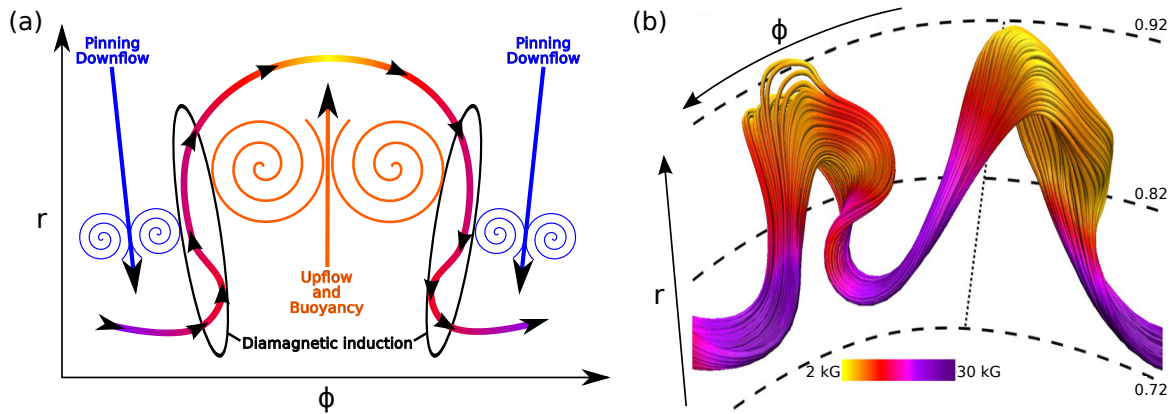 (a)
Pinning
Downflow
Pinning
Downflow
r
Upflow
and
Buoyancy
Diamagnetic induction
ϕ
(b)
ϕ
0.92
0.82
r
2 kG
30 kG
0.72